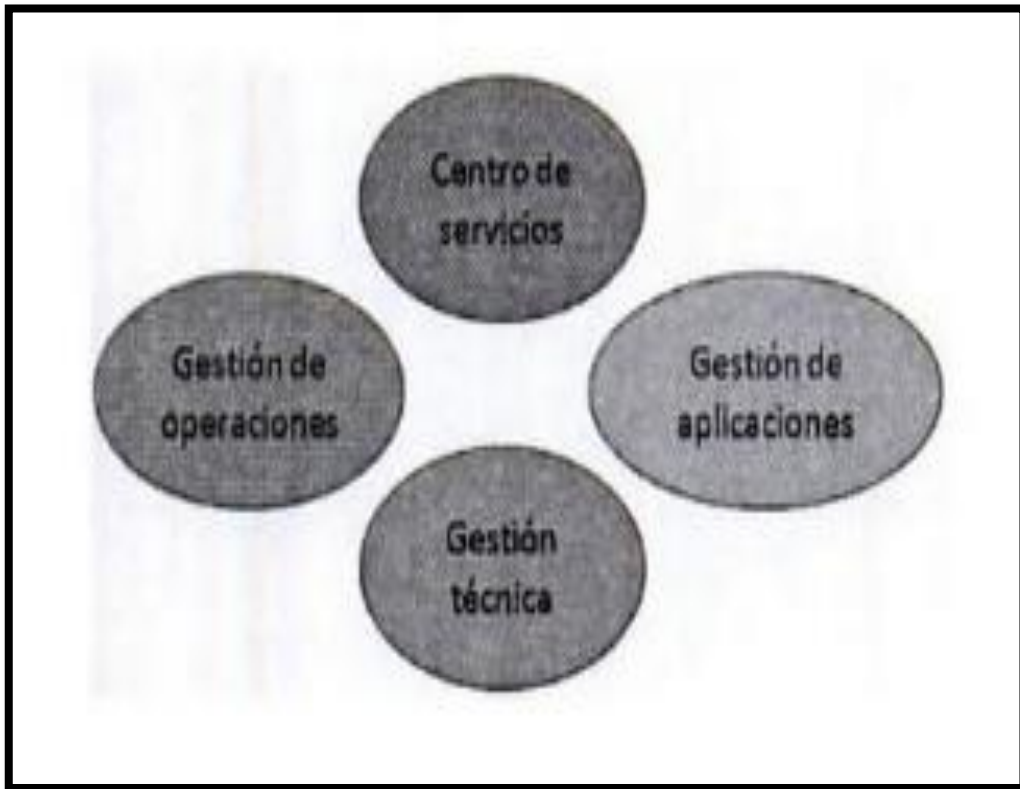 Centro de
servicios
Gestión de
operaciones
Gestión de
aplicaciones
Gestión
técnica